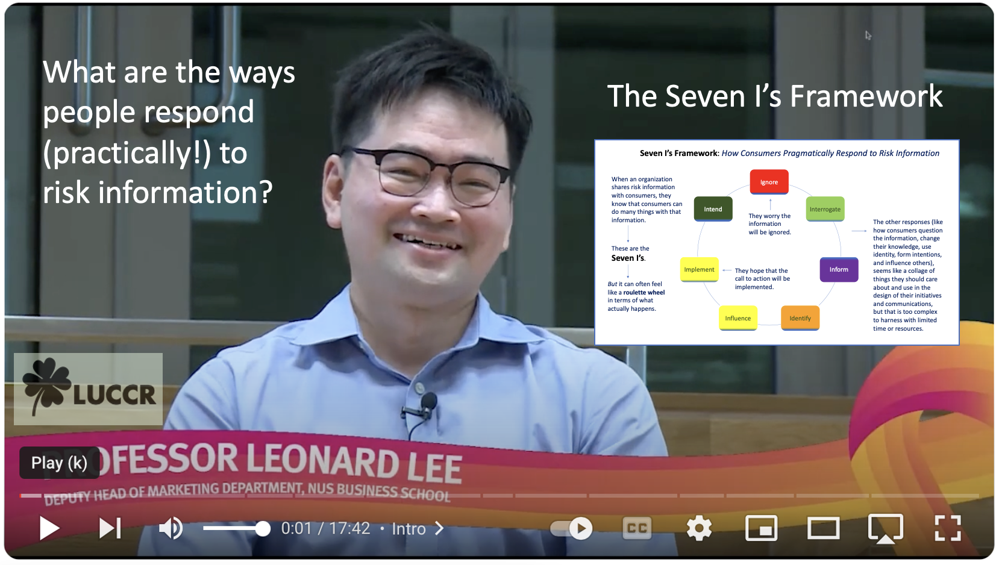 What are the ways
people respond
(practically!) to
risk information?
The Seven I's Framework
Seven I's Framework: How Consumers Pragmatically Respond to Risk Information
When an organization
shares risk information
with consumers, they
know that consumers can
do many things with that
information.
These are the
Seven I's.
But it can often feel
like a roulette wheel
in terms of what
actually happens.
Ignore
Intend
Interrogate
They worry the
information
will be ignored.
Implement
They hope that the
call to action will be
implemented.
Inform
Influence
Identify
The other responses (like
how consumers question
the information, change
their knowledge, use
identity, form intentions,
and influence others),
seems like a collage of
things they should care
about and use in the
design of their initiatives
and communications,
but that is too complex
to harness with limited
time or resources.
LUCCR
PROFESSOR LEONARD LEE
DEPUTY HEAD OF MARKETING DEPARTMENT, NUS BUSINESS SCHOOL
Play (k)
0:01 / 17:42 • Intro
CC